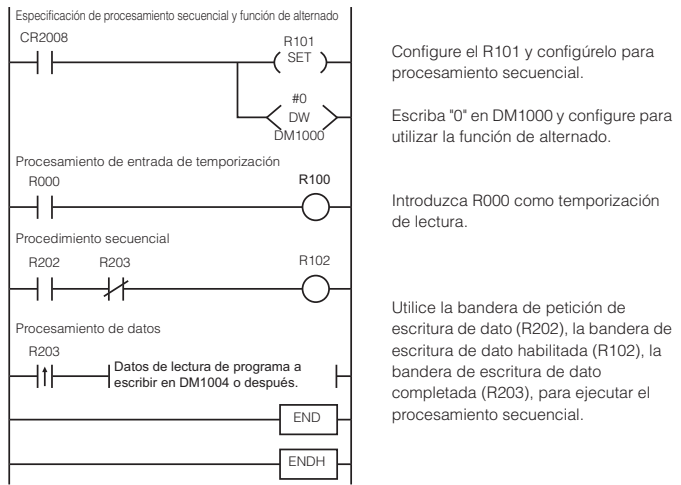 Especificación de procesamiento secuencial y función de alternado
CR2008
R101
SET
#0
DW
DM1000
Configure el R101 y configúrelo para
procesamiento secuencial.
Escriba "0" en DM1000 y configure para
utilizar la función de alternado.
Procesamiento de entrada de temporización
R000
R100
Introduzca R000 como temporización
de lectura.
Procedimiento secuencial
R202
R203
R102
Procesamiento de datos
R203
Datos de lectura de programa a
escribir en DM1004 o después.
END
ENDH
Utilice la bandera de petición de
escritura de dato (R202), la bandera de
escritura de dato habilitada (R102), la
bandera de escritura de dato
completada (R203), para ejecutar el
procesamiento secuencial.